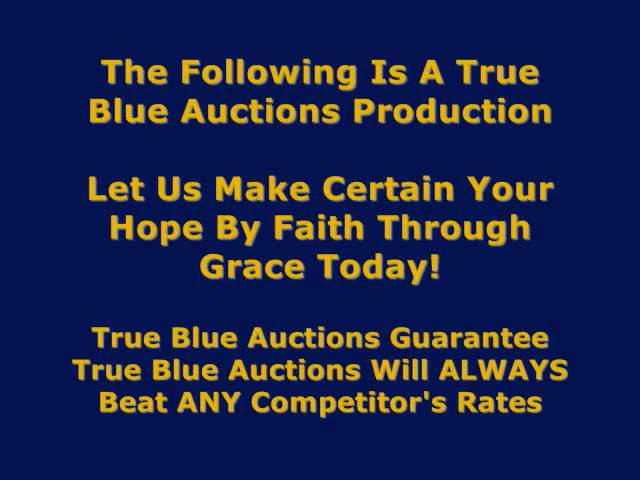 The Following Is A True
Blue Auctions Production
Let Us Make Certain Your
Hope By Faith Through
Grace Today!
True Blue Auctions Guarantee
True Blue Auctions Will ALWAYS
Beat ANY Competitor's Rates